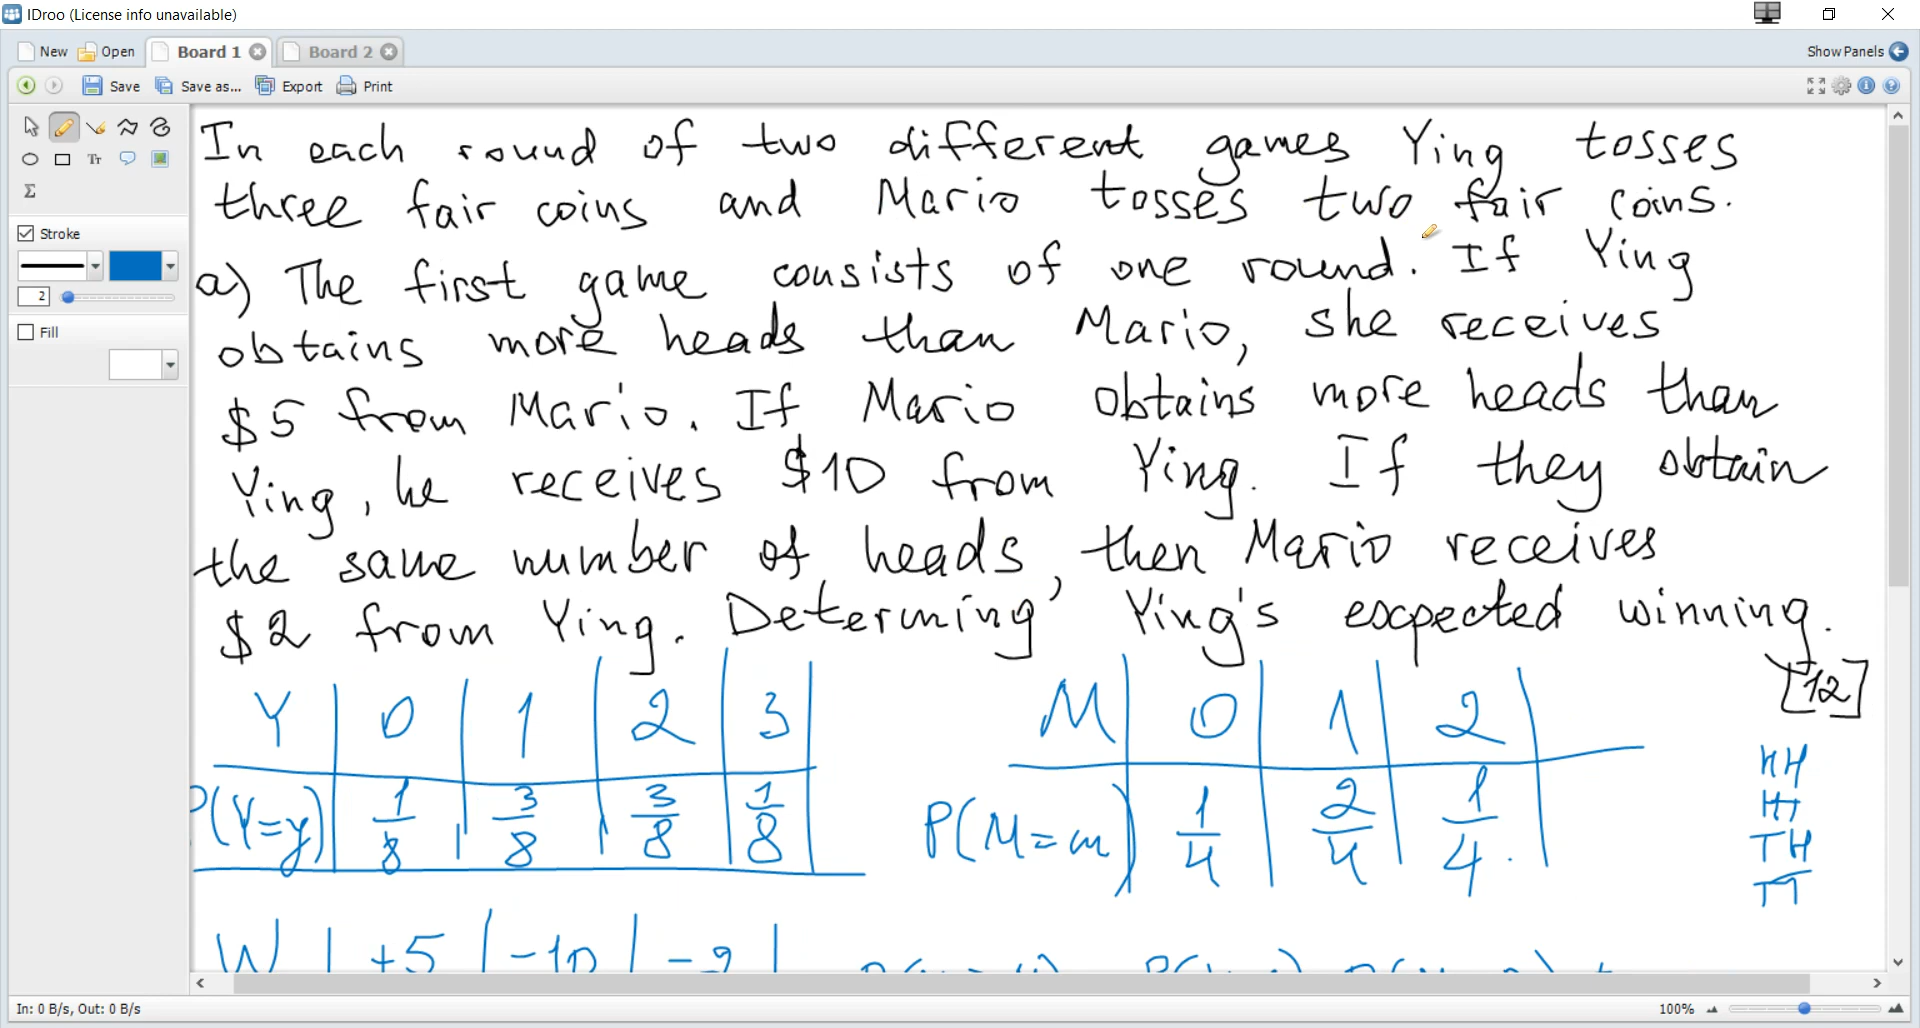 IDroo (License info unavailable)
New Open Board 1 Board 2 Show Panels
Save Save as... Export Print
In each round of two different games Ying tosses
three fair coins and Mario tosses two fair coins.
a) The first game consists of one round. If Ying
obtains more heads than Mario, she receives
$5 from Mario. If Mario obtains more heads than
Ying, he receives $10 from Ying. If they obtain
the same number of heads, then Mario receives
$2 from Ying. Determing Ying's expected winning.
[12]
Y 0 1 2 3
P(Y=y) 1/8 3/8 3/8 1/8
M 0 1 2
P(M=m) 1/4 2/4 1/4
HH
HT
TH
TT
W +5 -10 -2
Tr
Σ
Stroke
2
Fill
In: 0 B/s, Out: 0 B/s
100%